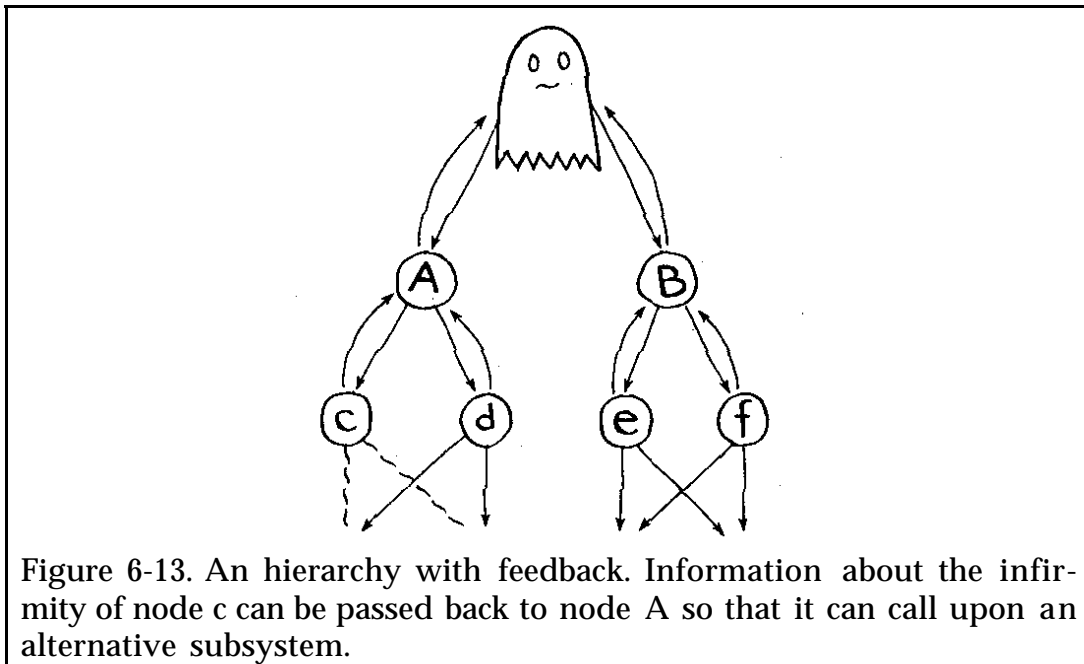 A B
c d e f
Figure 6-13. An hierarchy with feedback. Information about the infir-
mity of node c can be passed back to node A so that it can call upon an
alternative subsystem.